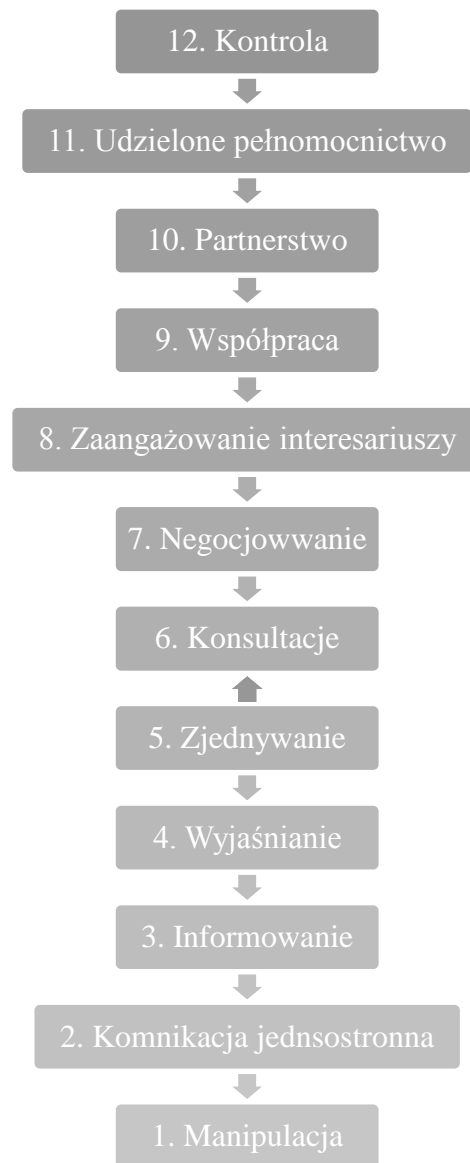 12. Kontrola
11. Udzielone pełnomocnictwo
10. Partnerstwo
9. Współpraca
8. Zaangażowanie interesariuszy
7. Negocjowwanie
6. Konsultacje
5. Zjednywanie
4. Wyjaśnianie
3. Informowanie
2. Komnikacja jednsostronna
1. Manipulacja